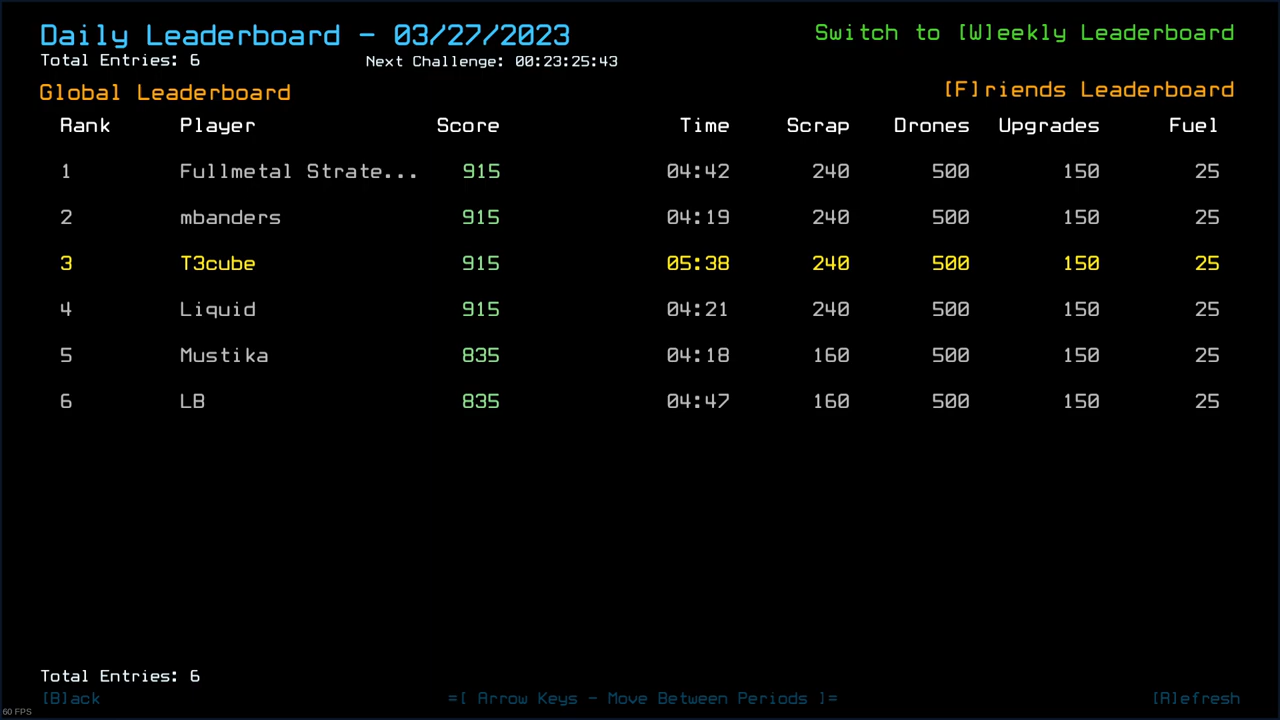 Daily Leaderboard - 03/27/2023 Switch to [W]eekly Leaderboard
Total Entries: 6 Next Challenge: 00:23:25:43
Global Leaderboard [F]riends Leaderboard
Rank Player Score Time Scrap Drones Upgrades Fuel
1 Fullmetal Strate... 915 04:42 240 500 150 25
2 mbanders 915 04:19 240 500 150 25
3 T3cube 915 05:38 240 500 150 25
4 Liquid 915 04:21 240 500 150 25
5 Mustika 835 04:18 160 500 150 25
6 LB 835 04:47 160 500 150 25
Total Entries: 6
[B]ack =[ Arrow Keys - Move Between Periods ]= [R]efresh
60 FPS